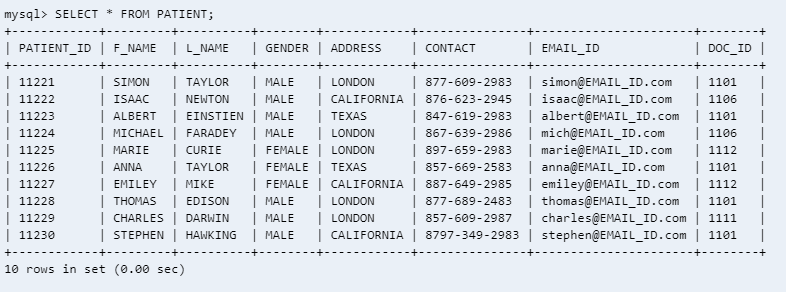 mysql> SELECT * FROM PATIENT;
+------------+---------+----------+--------+------------+--------------+----------------------+--------+
| PATIENT_ID | F_NAME | L_NAME | GENDER | ADDRESS | CONTACT | EMAIL_ID | DOC_ID |
+------------+---------+----------+--------+------------+--------------+----------------------+--------+
| 11221 | SIMON | TAYLOR | MALE | LONDON | 877-609-2983 | simon@EMAIL_ID.com | 1101 |
| 11222 | ISAAC | NEWTON | MALE | CALIFORNIA | 876-623-2945 | isaac@EMAIL_ID.com | 1106 |
| 11223 | ALBERT | EINSTIEN | MALE | TEXAS | 847-619-2983 | albert@EMAIL_ID.com | 1101 |
| 11224 | MICHAEL | FARADEY | MALE | LONDON | 867-639-2986 | mich@EMAIL_ID.com | 1106 |
| 11225 | MARIE | CURIE | FEMALE | LONDON | 897-659-2983 | marie@EMAIL_ID.com | 1112 |
| 11226 | ANNA | TAYLOR | FEMALE | TEXAS | 857-669-2583 | anna@EMAIL_ID.com | 1101 |
| 11227 | EMILEY | MIKE | FEMALE | CALIFORNIA | 887-649-2985 | emiley@EMAIL_ID.com | 1112 |
| 11228 | THOMAS | EDISON | MALE | LONDON | 877-689-2483 | thomas@EMAIL_ID.com | 1101 |
| 11229 | CHARLES | DARWIN | MALE | LONDON | 857-609-2987 | charles@EMAIL_ID.com | 1111 |
| 11230 | STEPHEN | HAWKING | MALE | CALIFORNIA | 8797-349-2983 | stephen@EMAIL_ID.com | 1101 |
+------------+---------+----------+--------+------------+--------------+----------------------+--------+
10 rows in set (0.00 sec)